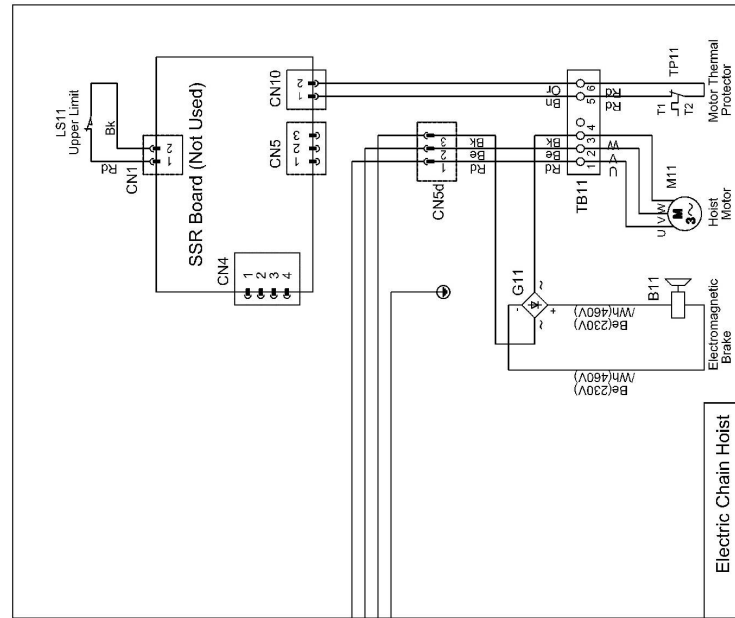 LS11
Upper Limit
Rd
Bk
CN1
1
2
SSR Board (Not Used)
CN4
1
2
3
4
CN10
1
2
CN5
1
2
3
CN5d
1
2
3
Rd
Be
Bk
Bn
Or
Rd
Be
Bk
TB11
1
2
3
4
5
6
U
V
W
Rd
Rd
TP11
T1
T2
Motor Thermal
Protector
M11
U
V
W
M
3~
Hoist
Motor
G11
-
+
~
~
Be(230V)
/Wh(460V)
Be(230V)
/Wh(460V)
B11
Electromagnetic
Brake
Electric Chain Hoist